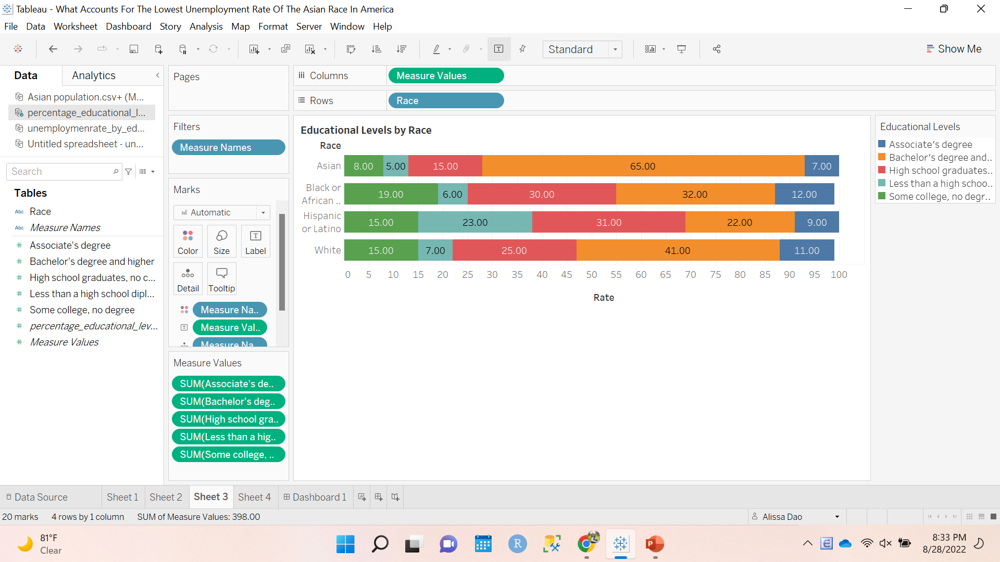 Tableau - What Accounts For The Lowest Unemployment Rate Of The Asian Race In America
File Data Worksheet Dashboard Story Analysis Map Format Server Window Help
Standard
Show Me
Data Analytics
Asian population.csv+ (M...
percentage_educational_l...
unemploymenrate_by_ed...
Untitled spreadsheet - un...
Search
Tables
Abc Race
Abc Measure Names
# Associate's degree
# Bachelor's degree and higher
# High school graduates, no c...
# Less than a high school dipl...
# Some college, no degree
# percentage_educational_lev...
# Measure Values
Pages
Filters
Measure Names
Marks
Automatic
Color Size Label
Detail Tooltip
Measure Na..
Measure Val..
Measure Na
Measure Values
SUM(Associate's de..
SUM(Bachelor's deg..
SUM(High school gra..
SUM(Less than a hig..
SUM(Some college, ..
Columns Measure Values
Rows Race
Educational Levels by Race
Race
Asian 8.00 5.00 15.00 65.00 7.00
Black or
African .. 19.00 6.00 30.00 32.00 12.00
Hispanic
or Latino 15.00 23.00 31.00 22.00 9.00
White 15.00 7.00 25.00 41.00 11.00
0 5 10 15 20 25 30 35 40 45 50 55 60 65 70 75 80 85 90 95 100
Rate
Educational Levels
Associate's degree
Bachelor's degree and..
High school graduates..
Less than a high schoo..
Some college, no degr..
Data Source Sheet 1 Sheet 2 Sheet 3 Sheet 4 Dashboard 1
20 marks 4 rows by 1 column SUM of Measure Values: 398.00
Alissa Dao
81°F
Clear
R
P
E
8:33 PM
8/28/2022